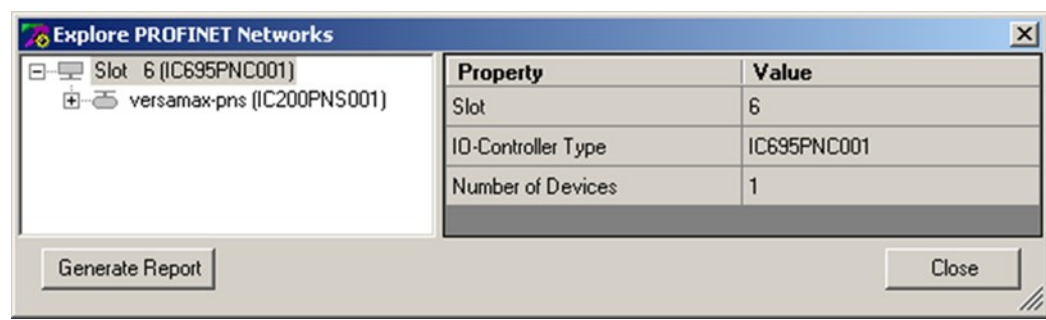 Explore PROFINET Networks
Slot 6 (IC695PNC001)
versamax-pns (IC200PNS001)
Property Value
Slot 6
IO-Controller Type IC695PNC001
Number of Devices 1
Generate Report Close